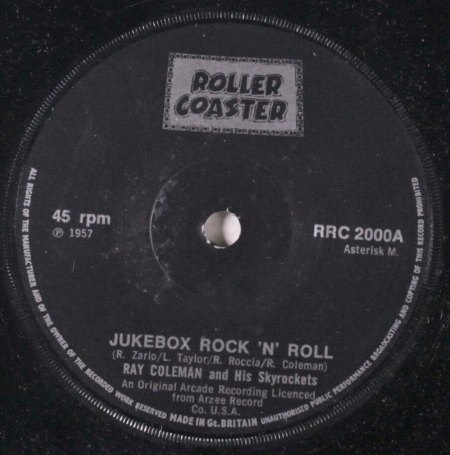 ROLLER
COASTER
45 rpm
℗ 1957
RRC 2000A
Asterisk M.
JUKEBOX ROCK 'N' ROLL
(R. Zario/L. Taylor/R. Roccia/R. Coleman)
RAY COLEMAN and His Skyrockets
An Original Arcade Recording Licenced
from Arzee Record
Co. U.S.A.
ALL RIGHTS OF THE MANUFACTURER AND OF THE OWNER OF THE RECORDED WORK RESERVED
MADE IN Gt. BRITAIN
UNAUTHORISED PUBLIC PERFORMANCE BROADCASTING AND COPYING OF THIS RECORD PROHIBITED